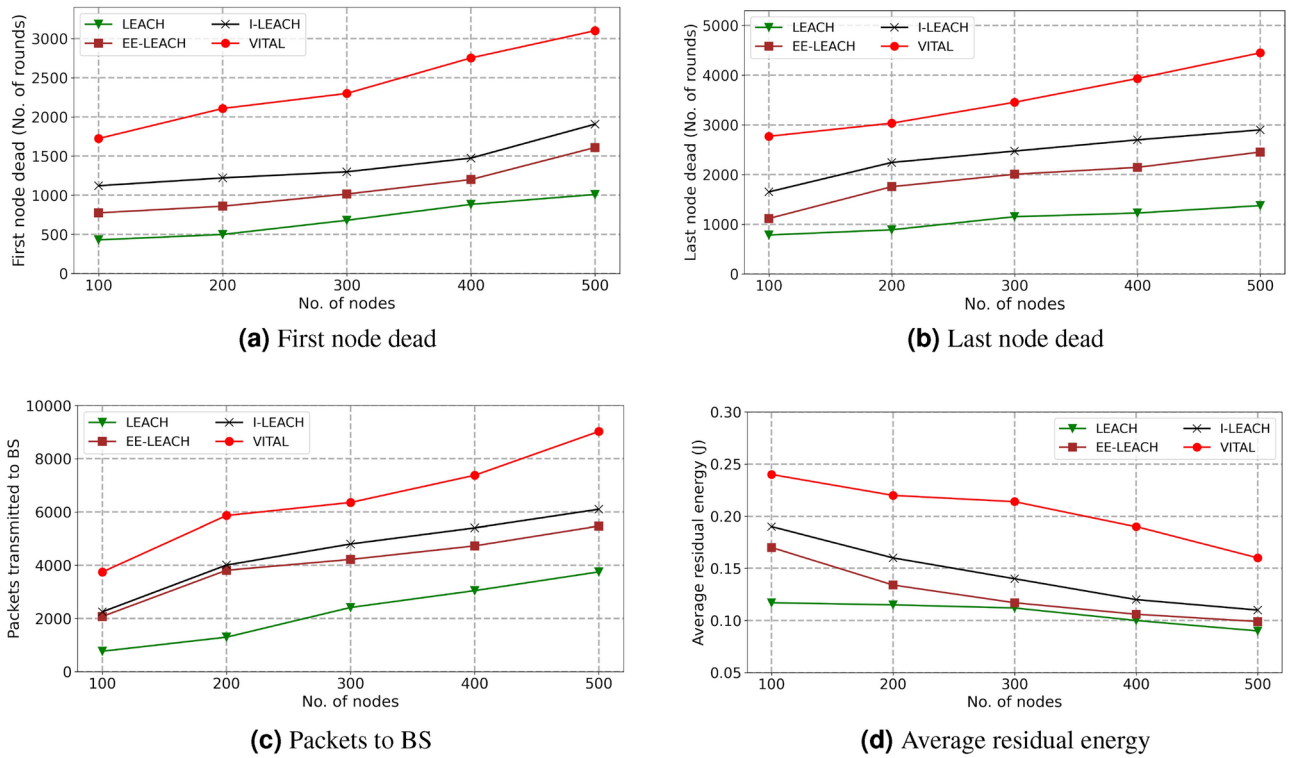 First node dead (No. of rounds)
LEACH
EE-LEACH
I-LEACH
VITAL
3000
2500
2000
1500
1000
500
0
100 200 300 400 500
No. of nodes
(a) First node dead
Last node dead (No. of rounds)
LEACH
EE-LEACH
I-LEACH
VITAL
5000
4000
3000
2000
1000
0
100 200 300 400 500
No. of nodes
(b) Last node dead
Packets transmitted to BS
LEACH
EE-LEACH
I-LEACH
VITAL
10000
8000
6000
4000
2000
0
100 200 300 400 500
No. of nodes
(c) Packets to BS
Average residual energy (J)
LEACH
EE-LEACH
I-LEACH
VITAL
0.30
0.25
0.20
0.15
0.10
0.05
100 200 300 400 500
No. of nodes
(d) Average residual energy